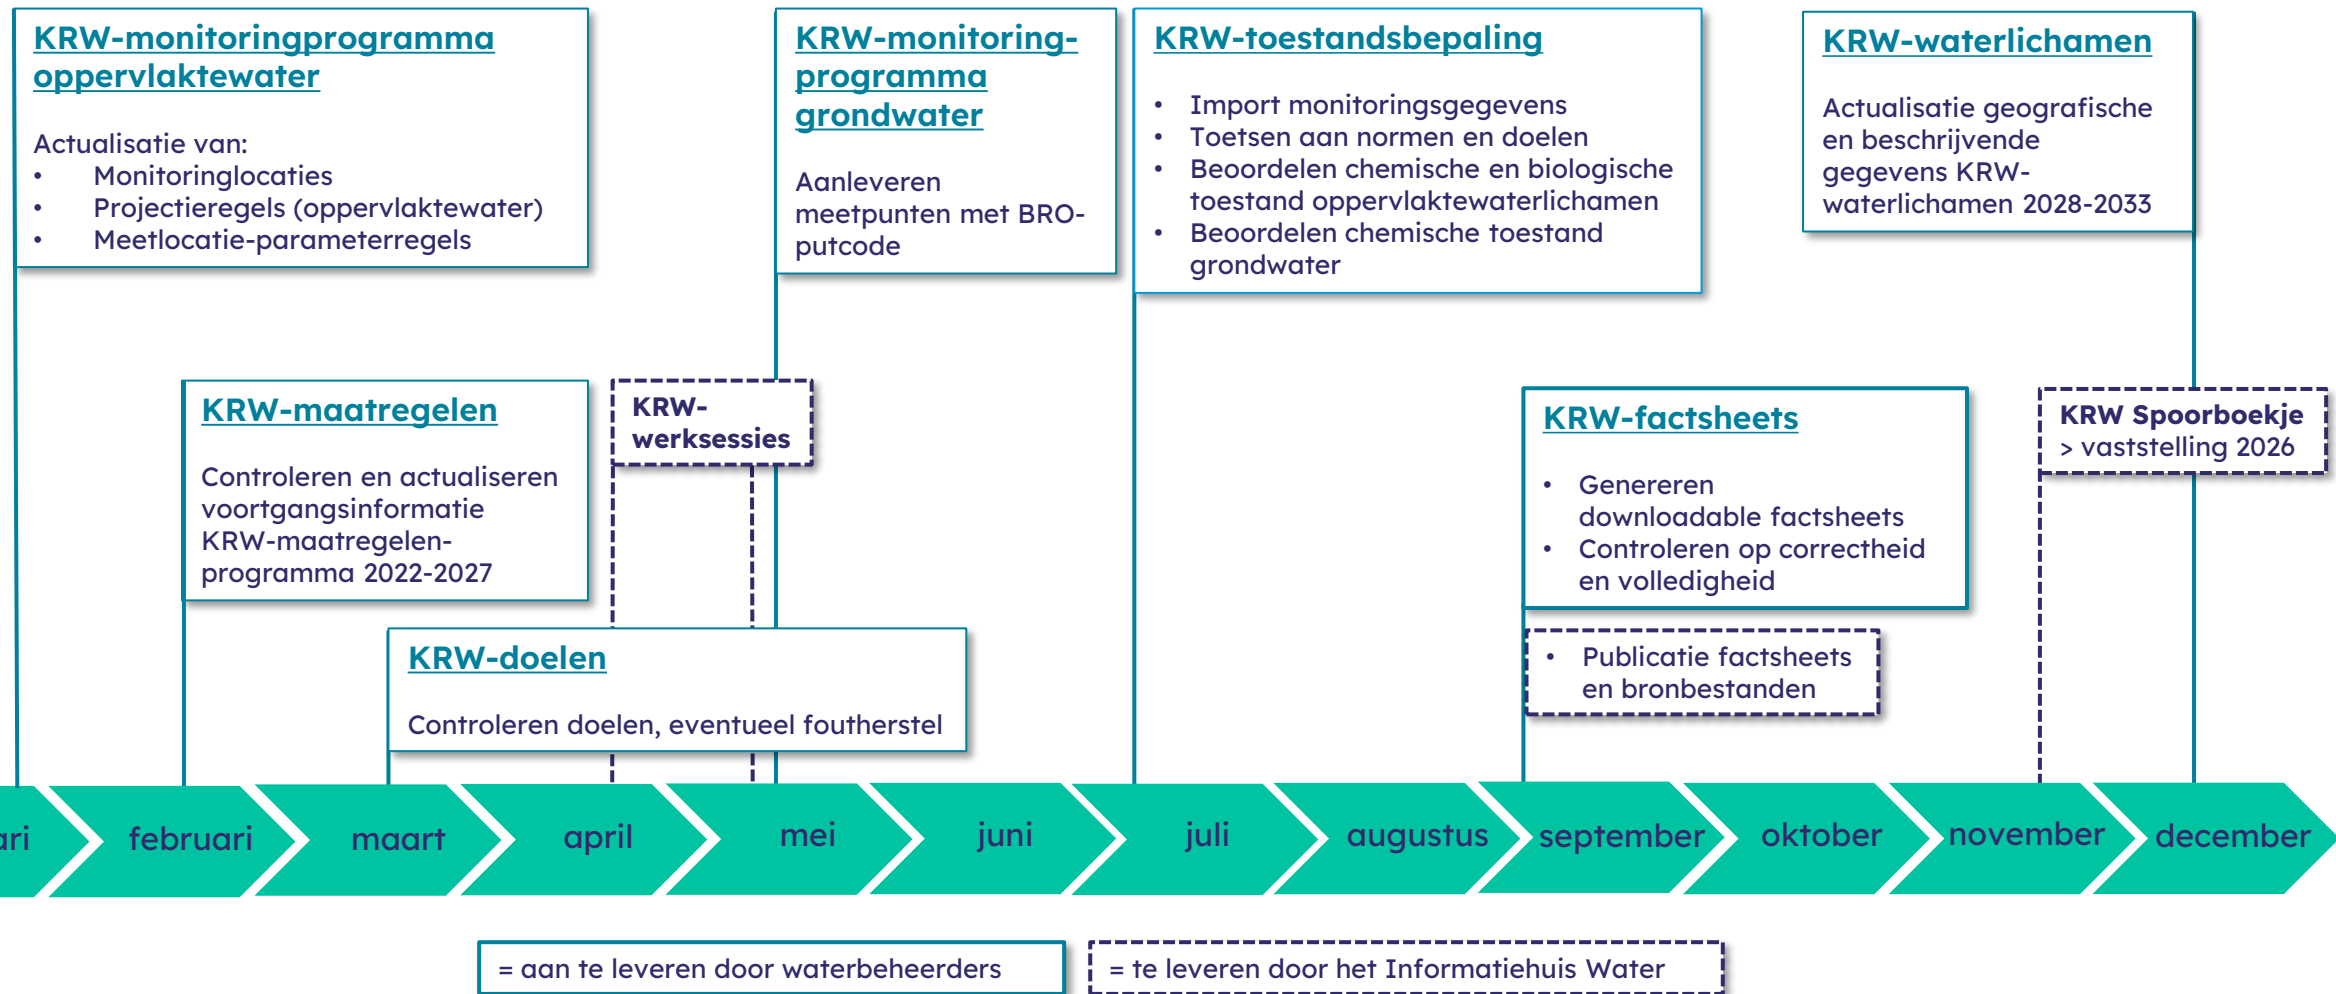 KRW-monitoringprogramma
oppervlaktewater
Actualisatie van:
• Monitoringlocaties
• Projectieregels (oppervlaktewater)
• Meetlocatie-parameterregels
KRW-monitoring-
programma
grondwater
Aanleveren
meetpunten met BRO-
putcode
KRW-toestandsbepaling
• Import monitoringsgegevens
• Toetsen aan normen en doelen
• Beoordelen chemische en biologische
toestand oppervlaktewaterlichamen
• Beoordelen chemische toestand
grondwater
KRW-waterlichamen
Actualisatie geografische
en beschrijvende
gegevens KRW-
waterlichamen 2028-2033
KRW-maatregelen
Controleren en actualiseren
voortgangsinformatie
KRW-maatregelen-
programma 2022-2027
KRW-
werksessies
KRW-factsheets
• Genereren
downloadable factsheets
• Controleren op correctheid
en volledigheid
KRW Spoorboekje
> vaststelling 2026
KRW-doelen
Controleren doelen, eventueel foutherstel
• Publicatie factsheets
en bronbestanden
ari
februari
maart
april
mei
juni
juli
augustus
september
oktober
november
december
= aan te leveren door waterbeheerders
= te leveren door het Informatiehuis Water